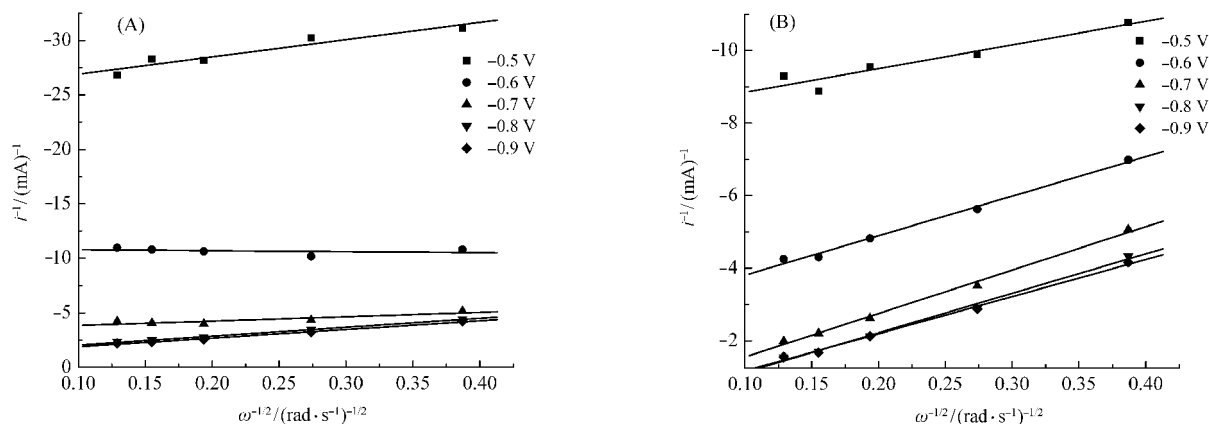 (A)
−30
−25
−20
−15
−10
−5
0
i⁻¹/(mA)⁻¹
−0.5 V
−0.6 V
−0.7 V
−0.8 V
−0.9 V
0.10 0.15 0.20 0.25 0.30 0.35 0.40
ω⁻¹/²/(rad·s⁻¹)⁻¹/²
(B)
−10
−8
−6
−4
−2
i⁻¹/(mA)⁻¹
−0.5 V
−0.6 V
−0.7 V
−0.8 V
−0.9 V
0.10 0.15 0.20 0.25 0.30 0.35 0.40
ω⁻¹/²/(rad·s⁻¹)⁻¹/²